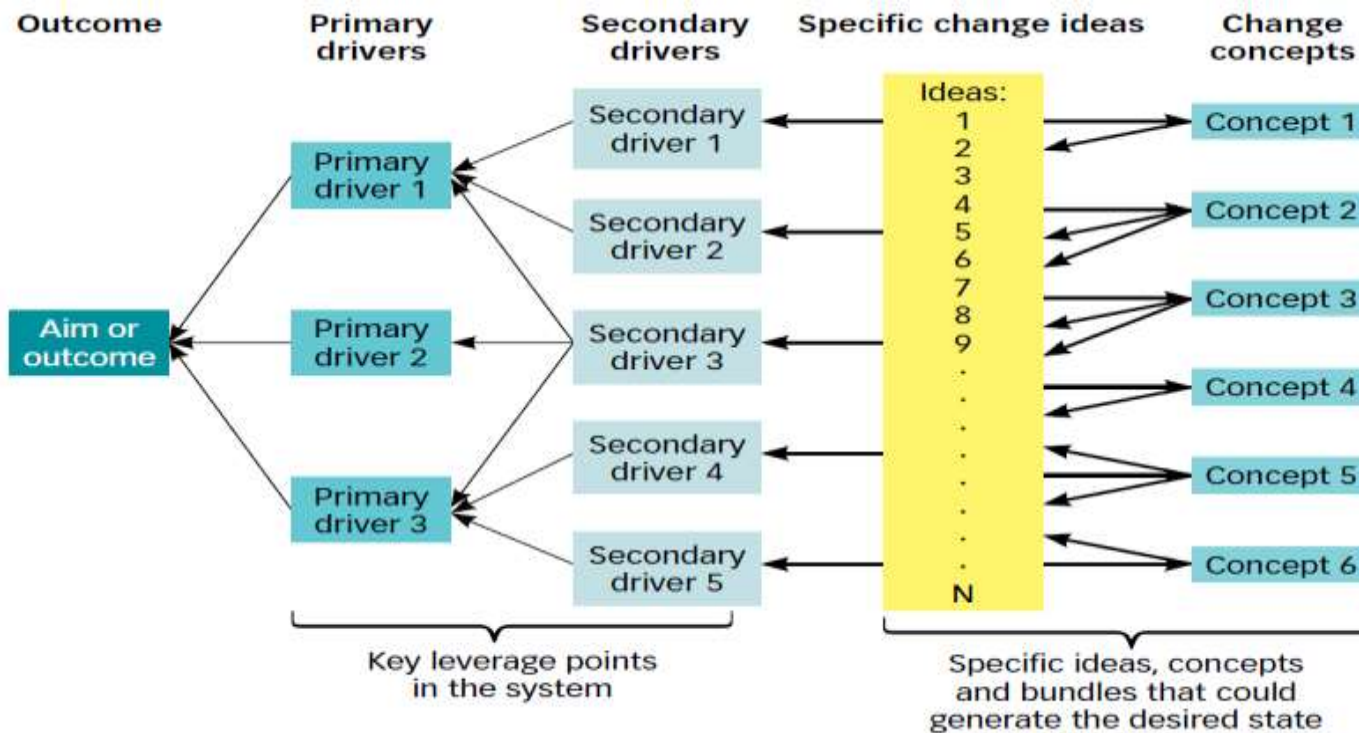 Outcome
Primary
drivers
Secondary
drivers
Specific change ideas
Change
concepts
Aim or
outcome
Primary
driver 1
Primary
driver 2
Primary
driver 3
Secondary
driver 1
Secondary
driver 2
Secondary
driver 3
Secondary
driver 4
Secondary
driver 5
Ideas:
1
2
3
4
5
6
7
8
9
.
.
.
.
.
.
.
.
N
Concept 1
Concept 2
Concept 3
Concept 4
Concept 5
Concept 6
Key leverage points
in the system
Specific ideas, concepts
and bundles that could
generate the desired state